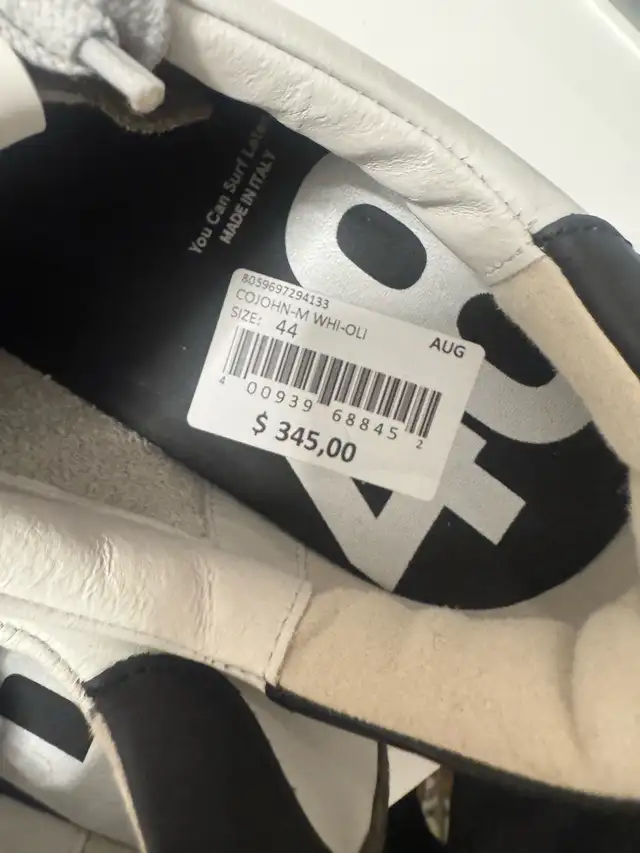 You Can Surf Later
MADE IN ITALY
8059697294133
COJOHN-M WHI-OLI
SIZE: 44
AUG
4 00939 68845 2
$ 345,00